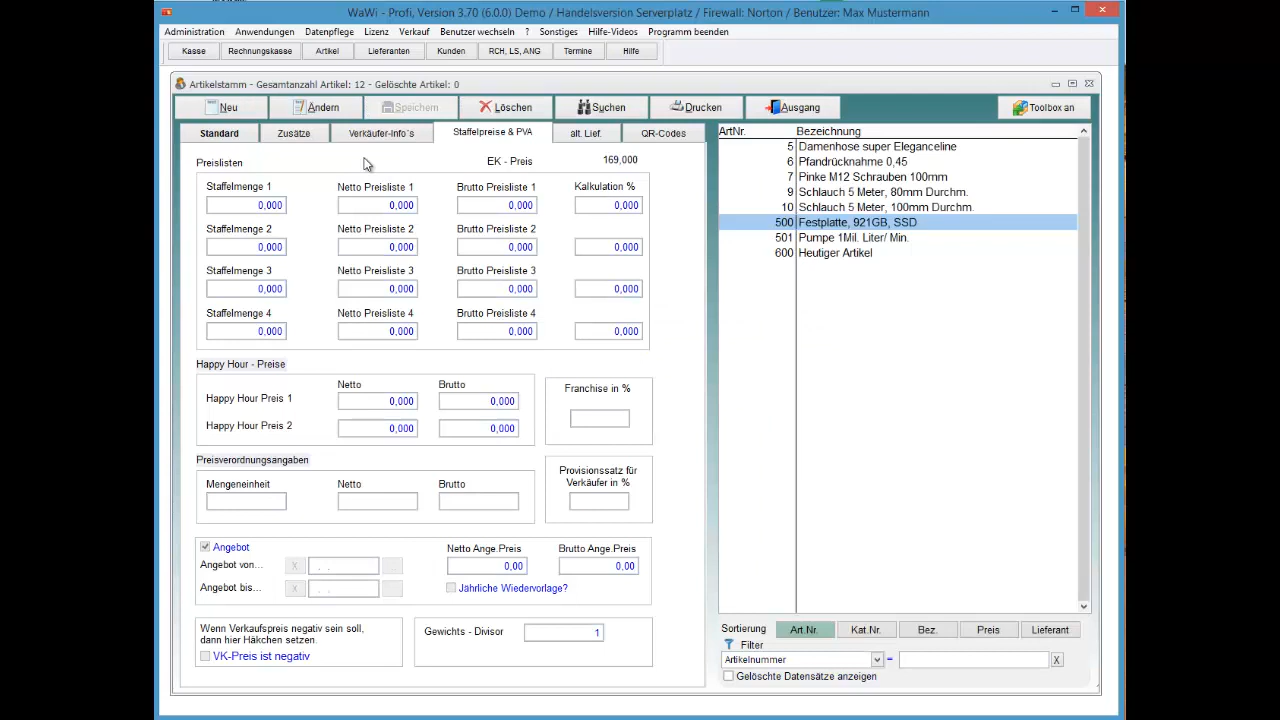 WaWi - Profi, Version 3.70 (6.0.0) Demo / Handelsversion Serverplatz / Firewall: Norton / Benutzer: Max Mustermann
Administration Anwendungen Datenpflege Lizenz Verkauf Benutzer wechseln ? Sonstiges Hilfe-Videos Programm beenden
Kasse Rechnungskasse Artikel Lieferanten Kunden RCH, LS, ANG Termine Hilfe
Artikelstamm - Gesamtanzahl Artikel: 12 - Gelöschte Artikel: 0
Neu Ändern Speichern Löschen Suchen Drucken Ausgang Toolbox an
Standard Zusätze Verkäufer-Info´s Staffelpreise & PVA alt. Lief. QR-Codes
Preislisten EK - Preis 169,000
Staffelmenge 1 Netto Preisliste 1 Brutto Preisliste 1 Kalkulation %
0,000 0,000 0,000 0,000
Staffelmenge 2 Netto Preisliste 2 Brutto Preisliste 2
0,000 0,000 0,000 0,000
Staffelmenge 3 Netto Preisliste 3 Brutto Preisliste 3
0,000 0,000 0,000 0,000
Staffelmenge 4 Netto Preisliste 4 Brutto Preisliste 4
0,000 0,000 0,000 0,000
Happy Hour - Preise
Netto Brutto
Happy Hour Preis 1 0,000 0,000
Happy Hour Preis 2 0,000 0,000
Franchise in %
Preisverordnungsangaben
Mengeneinheit Netto Brutto
Provisionssatz für
Verkäufer in %
Angebot
Angebot von... X . .
Angebot bis... X . .
Netto Ange.Preis Brutto Ange.Preis
0,00 0,00
Jährliche Wiedervorlage?
Wenn Verkaufspreis negativ sein soll,
dann hier Häkchen setzen.
VK-Preis ist negativ
Gewichts - Divisor 1
ArtNr. Bezeichnung
5 Damenhose super Eleganceline
6 Pfandrücknahme 0,45
7 Pinke M12 Schrauben 100mm
9 Schlauch 5 Meter, 80mm Durchm.
10 Schlauch 5 Meter, 100mm Durchm.
500 Festplatte, 921GB, SSD
501 Pumpe 1Mil. Liter/ Min.
600 Heutiger Artikel
Sortierung Art.Nr. Kat.Nr. Bez. Preis Lieferant
Filter
Artikelnummer = X
Gelöschte Datensätze anzeigen